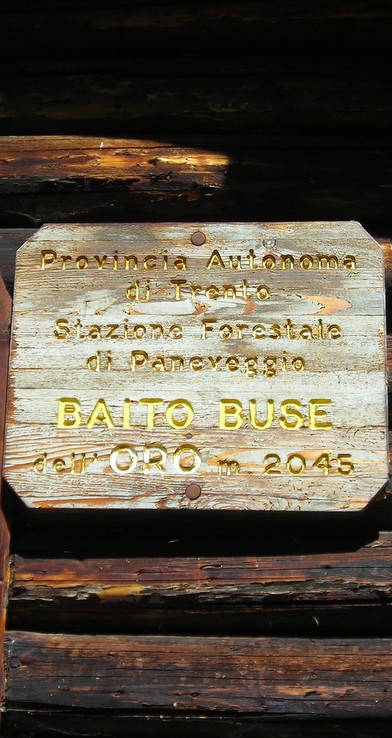 Provincia Autonoma
di Trento
Stazione Forestale
di Paneveggio
BAITO BUSE
dell'ORO m 2045